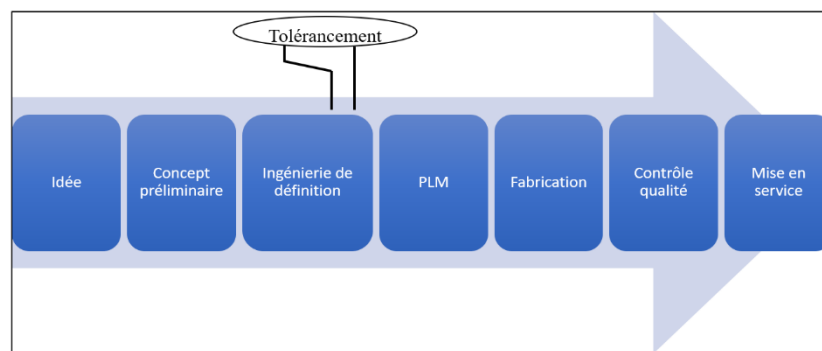 Tolérancement
Idée
Concept
préliminaire
Ingénierie de
définition
PLM
Fabrication
Contrôle
qualité
Mise en
service